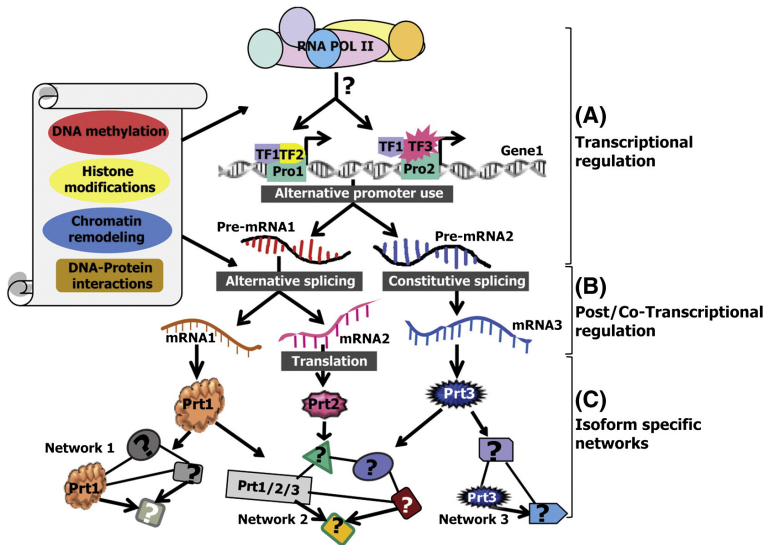 RNA POL II
?
(A)
Transcriptional
regulation
DNA methylation
Histone
modifications
Chromatin
remodeling
DNA-Protein
interactions
TF1 TF2
Pro1
TF1 TF3
Pro2
Gene1
Alternative promoter use
Pre-mRNA1
Pre-mRNA2
Alternative splicing
Constitutive splicing
(B)
Post/Co-Transcriptional
regulation
mRNA1
mRNA2
mRNA3
Translation
(C)
Isoform specific
networks
Prt1
Prt2
Prt3
Network 1
?
?
Prt1
?
?
?
Prt1/2/3
?
Network 2
?
?
Prt3
Network 3
?